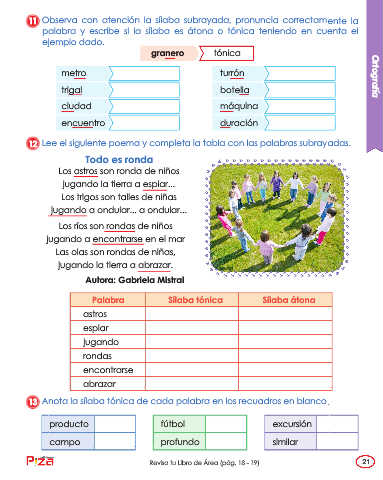 11 Observa con atención la sílaba subrayada, pronuncia correctamente la
palabra y escribe si la sílaba es átona o tónica teniendo en cuenta el
ejemplo dado.
granero tónica
metro turrón
trigal botella
ciudad máquina
encuentro duración
Ortografía
12 Lee el siguiente poema y completa la tabla con las palabras subrayadas.
Todo es ronda
Los astros son ronda de niños
jugando la tierra a espiar...
Los trigos son talles de niñas
jugando a ondular... a ondular...
Los ríos son rondas de niños
jugando a encontrarse en el mar
Las olas son rondas de niñas,
jugando la tierra a abrazar.
Autora: Gabriela Mistral
Palabra Sílaba tónica Sílaba átona
astros
espiar
jugando
rondas
encontrarse
abrazar
13 Anota la sílaba tónica de cada palabra en los recuadros en blanco.
producto fútbol excursión
campo profundo similar
Revisa tu Libro de Área (pág. 18 - 19)
21